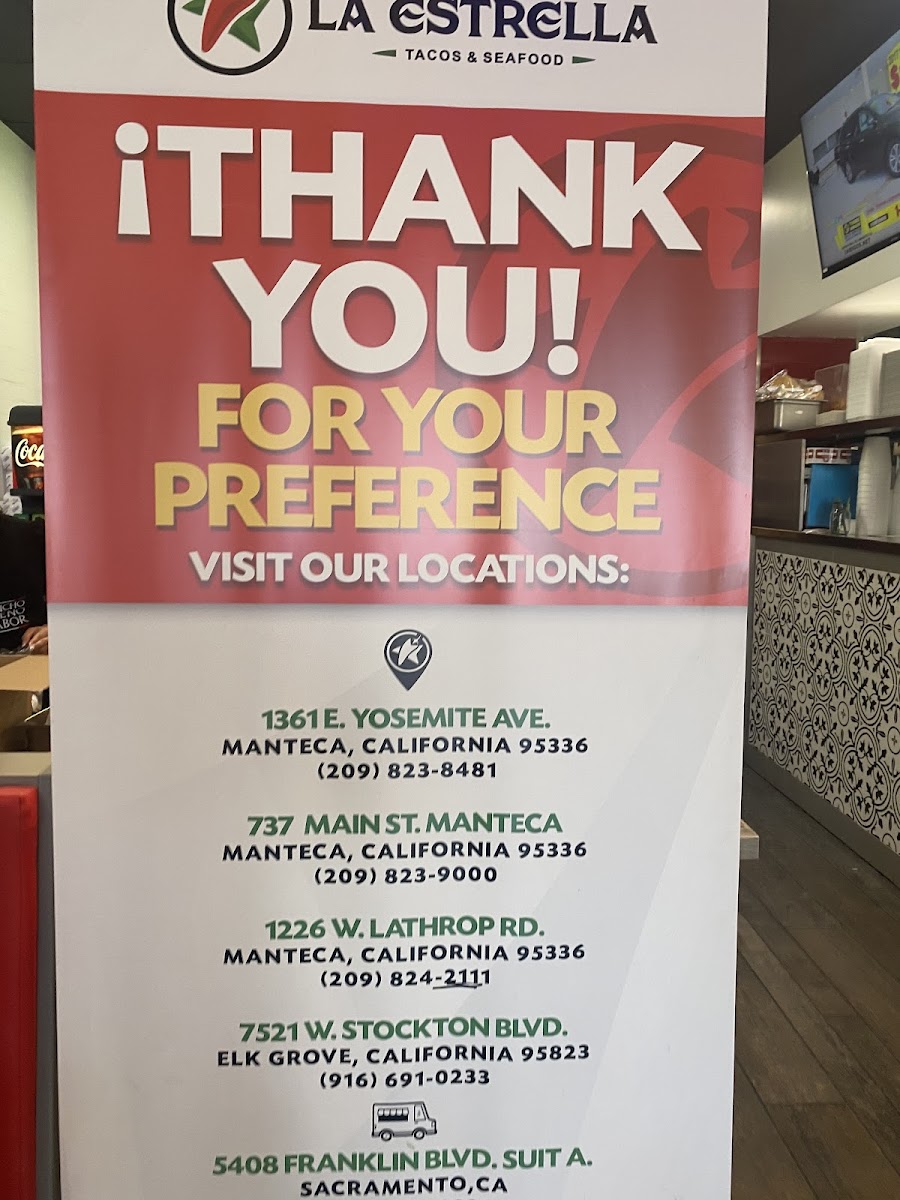 LA ESTRELLA
TACOS & SEAFOOD
¡THANK
YOU!
FOR YOUR
PREFERENCE
VISIT OUR LOCATIONS:
1361 E. YOSEMITE AVE.
MANTECA, CALIFORNIA 95336
(209) 823-8481
737 MAIN ST. MANTECA
MANTECA, CALIFORNIA 95336
(209) 823-9000
1226 W. LATHROP RD.
MANTECA, CALIFORNIA 95336
(209) 824-2111
7521 W. STOCKTON BLVD.
ELK GROVE, CALIFORNIA 95823
(916) 691-0233
5408 FRANKLIN BLVD. SUIT A.
SACRAMENTO,CA
Coca